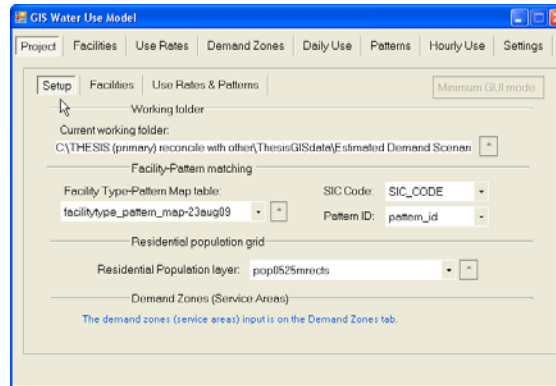 GIS Water Use Model
Project Facilities Use Rates Demand Zones Daily Use Patterns Hourly Use Settings
Setup Facilities Use Rates & Patterns Minimum GUI mode
Working folder
Current working folder:
C:\THESIS (primary) reconcile with other\ThesisGISdata\Estimated Demand Scenari
Facility-Pattern matching
Facility Type-Pattern Map table: SIC Code: SIC_CODE
facilitytype_pattern_map-23aug09 Pattern ID: pattern_id
Residential population grid
Residential Population layer: pop0525mrects
Demand Zones (Service Areas)
The demand zones (service areas) input is on the Demand Zones tab.